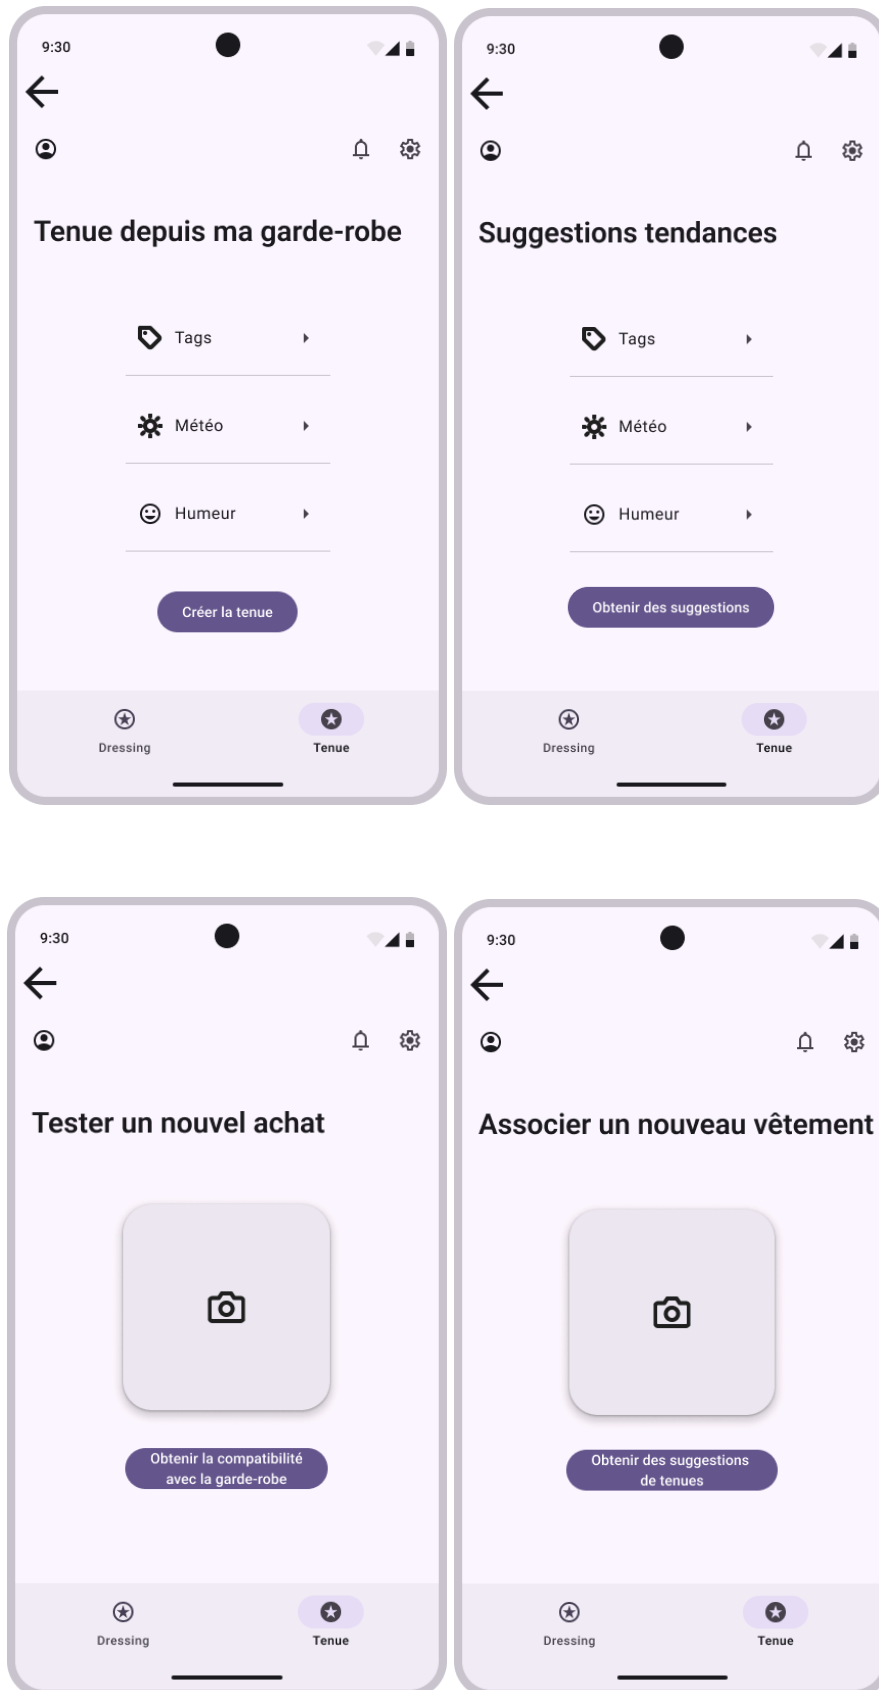 9:30
Tenue depuis ma garde-robe
Tags
Météo
Humeur
Créer la tenue
Dressing
Tenue
9:30
Suggestions tendances
Tags
Météo
Humeur
Obtenir des suggestions
Dressing
Tenue
9:30
Tester un nouvel achat
Obtenir la compatibilité
avec la garde-robe
Dressing
Tenue
9:30
Associer un nouveau vêtement
Obtenir des suggestions
de tenues
Dressing
Tenue